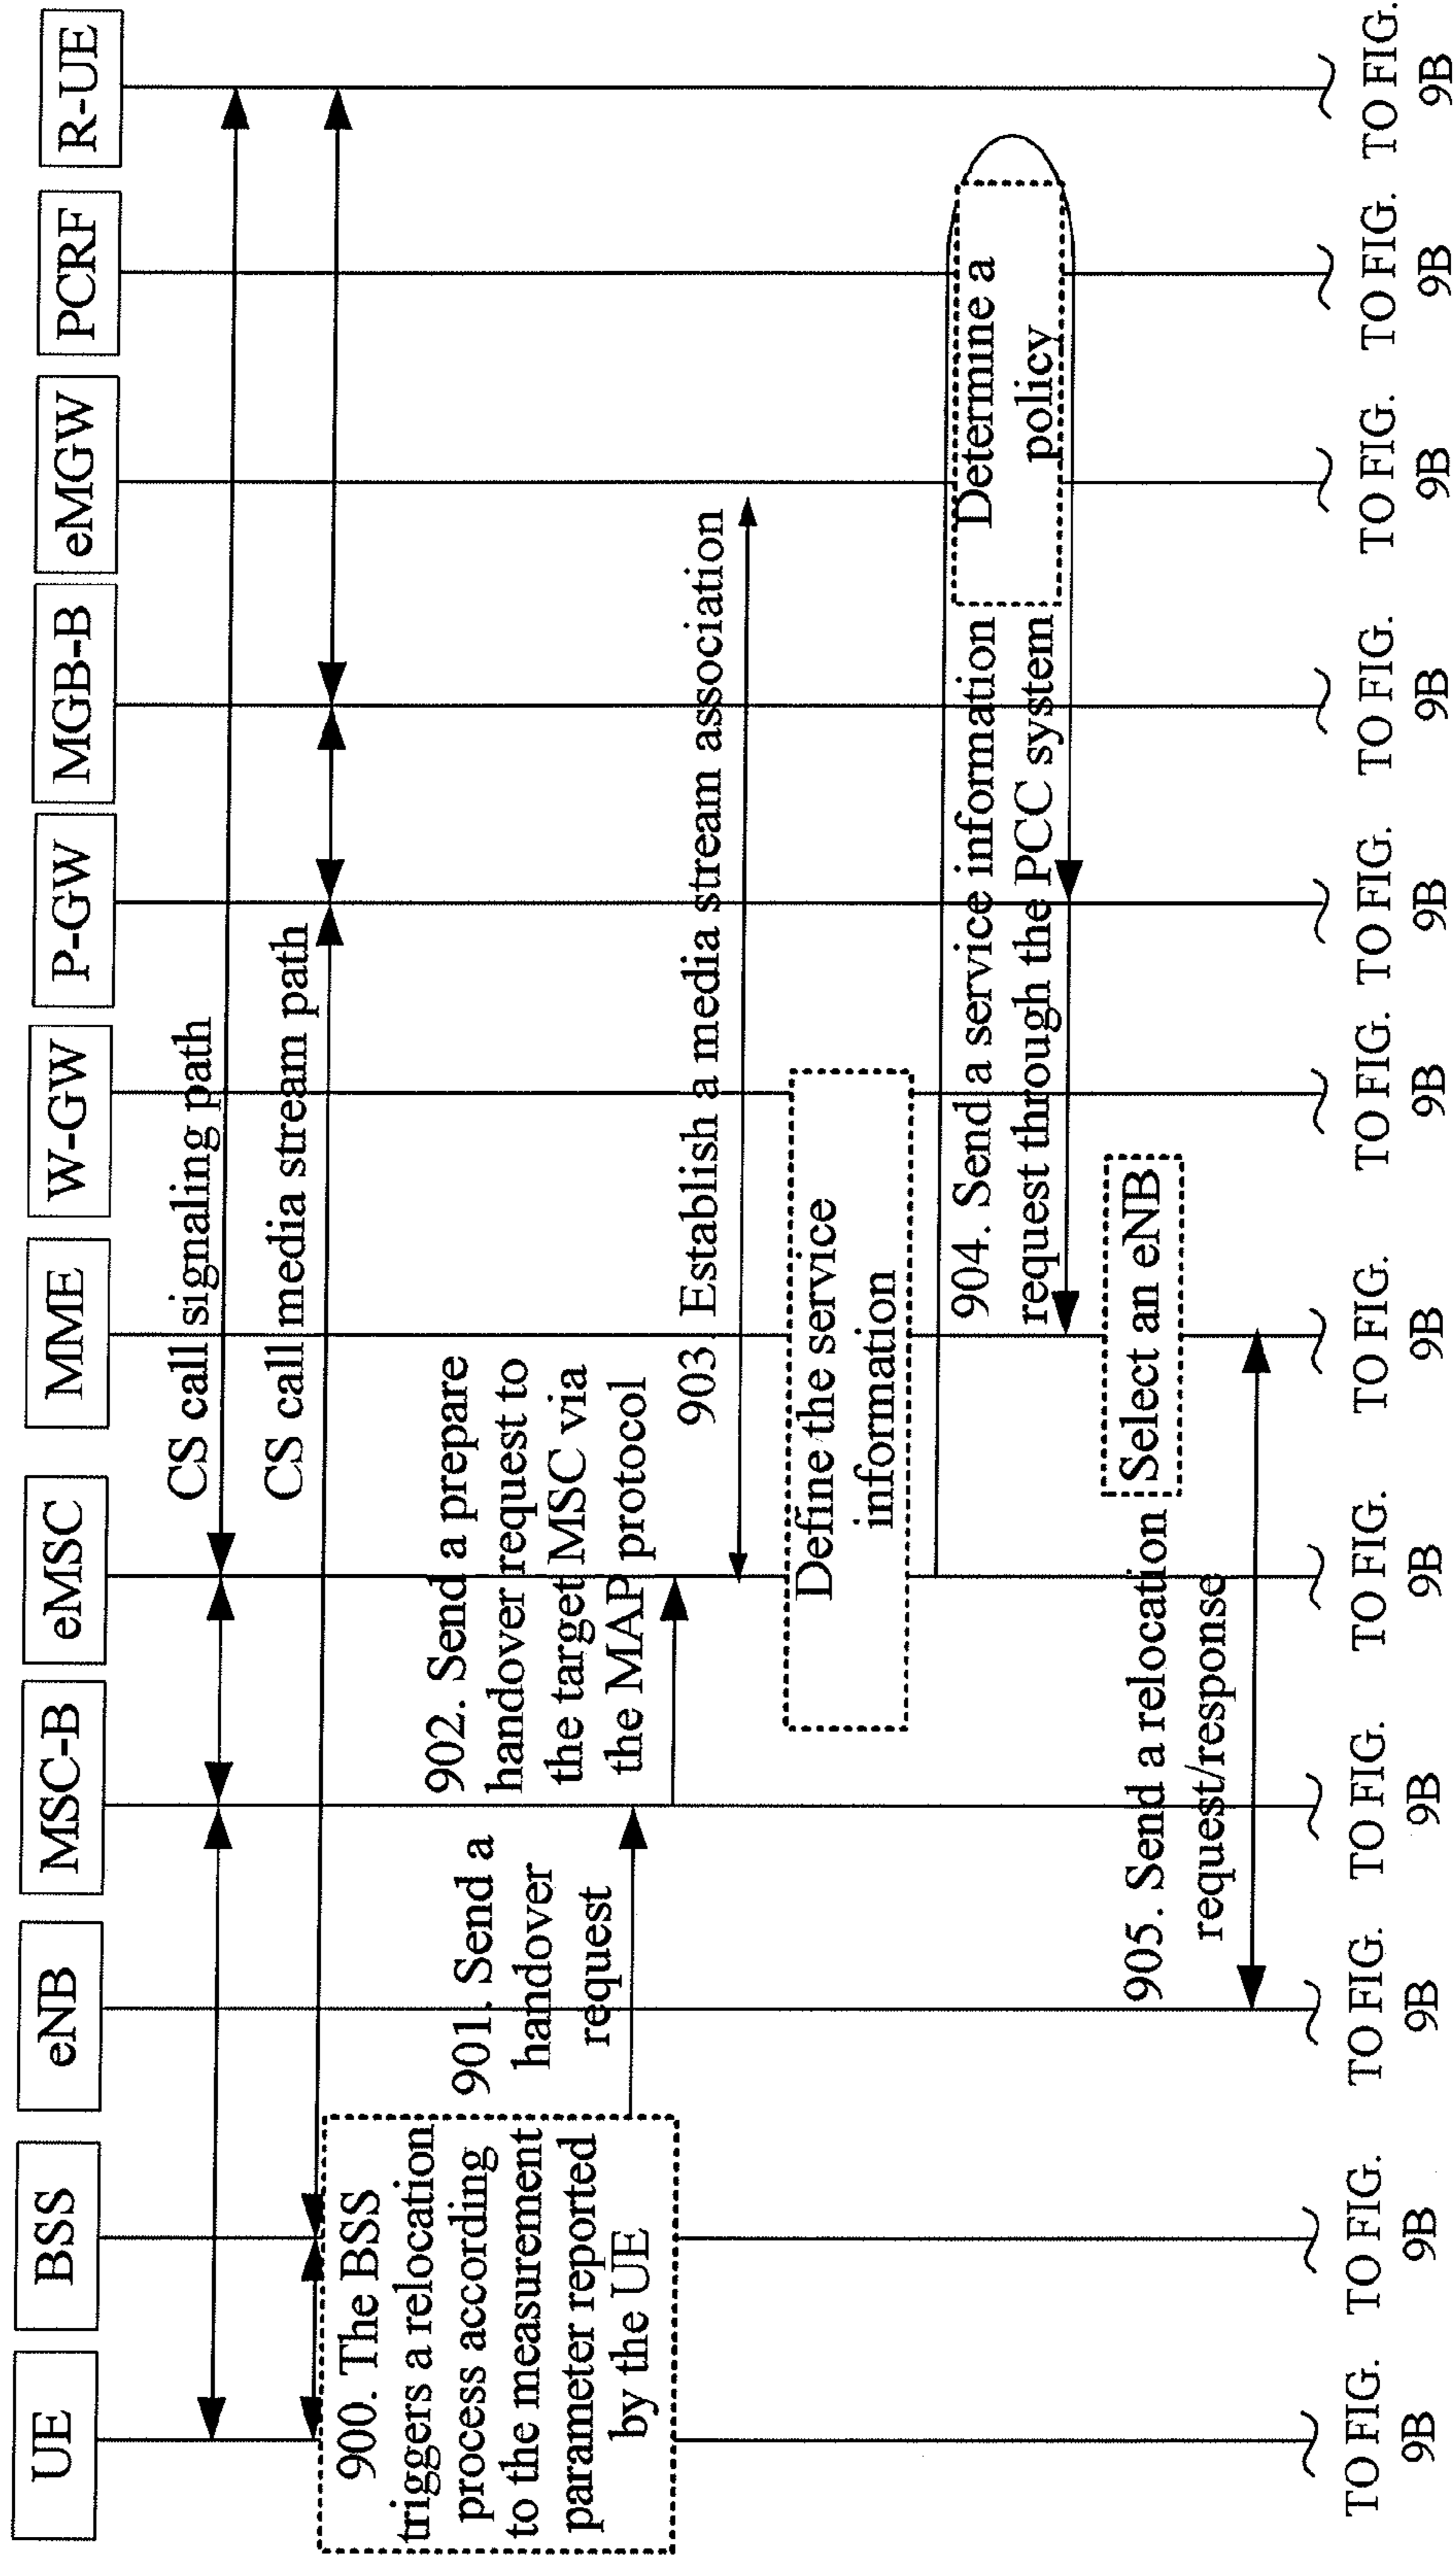 UE
BSS
eNB
MSC-B
eMSC
MME
W-GW
P-GW
MGB-B
eMGW
PCRF
R-UE
CS call signaling path
CS call media stream path
900. The BSS
triggers a relocation
process according
to the measurement
parameter reported
by the UE
901. Send a
handover
request
902. Send a prepare
handover request to
the target MSC via
the MAP protocol
903. Establish a media stream association
Define the service
information
904. Send a service information
request through the PCC system
Determine a
policy
Select an eNB
905. Send a relocation
request/response
TO FIG.
9B
TO FIG.
9B
TO FIG.
9B
TO FIG.
9B
TO FIG.
9B
TO FIG.
9B
TO FIG.
9B
TO FIG.
9B
TO FIG.
9B
TO FIG.
9B
TO FIG.
9B
TO FIG.
9B